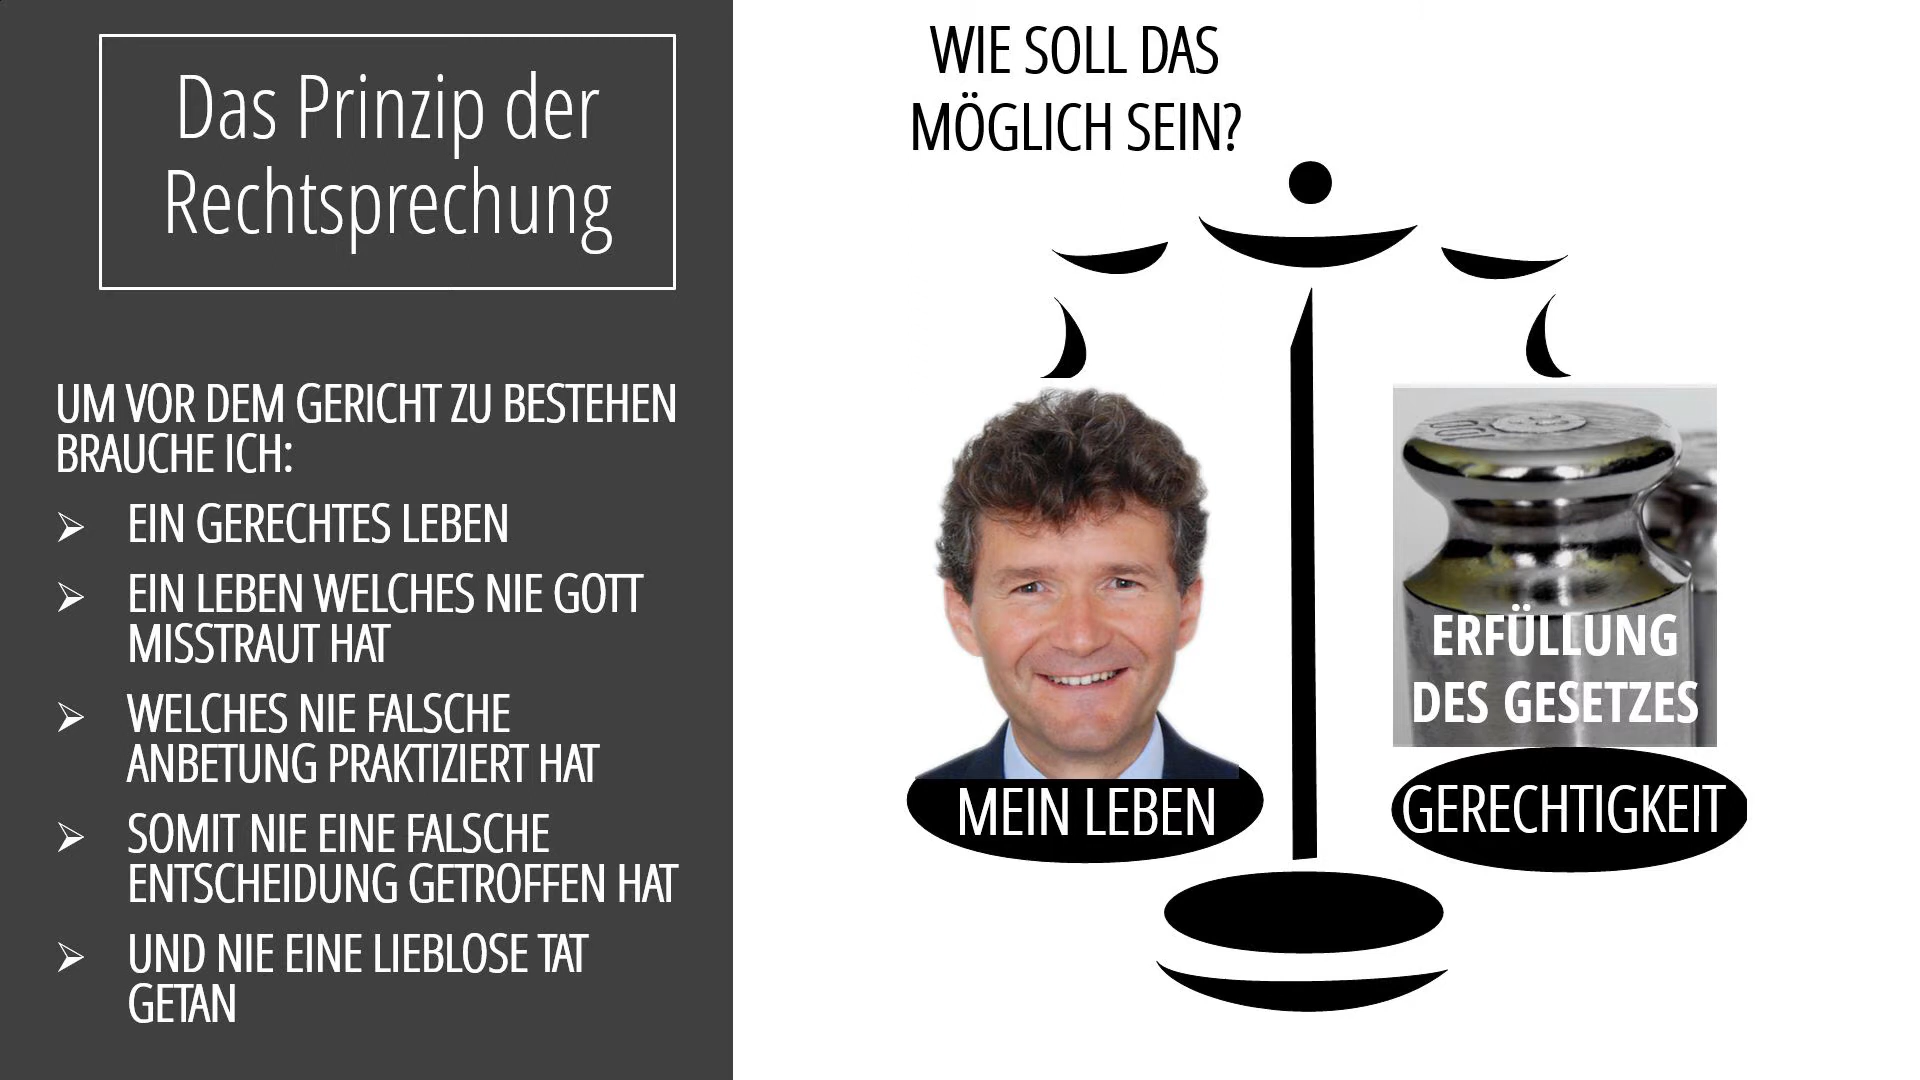 Das Prinzip der
Rechtsprechung
UM VOR DEM GERICHT ZU BESTEHEN
BRAUCHE ICH:
EIN GERECHTES LEBEN
EIN LEBEN WELCHES NIE GOTT
MISSTRAUT HAT
WELCHES NIE FALSCHE
ANBETUNG PRAKTIZIERT HAT
SOMIT NIE EINE FALSCHE
ENTSCHEIDUNG GETROFFEN HAT
UND NIE EINE LIEBLOSE TAT
GETAN
WIE SOLL DAS
MÖGLICH SEIN?
MEIN LEBEN
ERFÜLLUNG
DES GESETZES
GERECHTIGKEIT